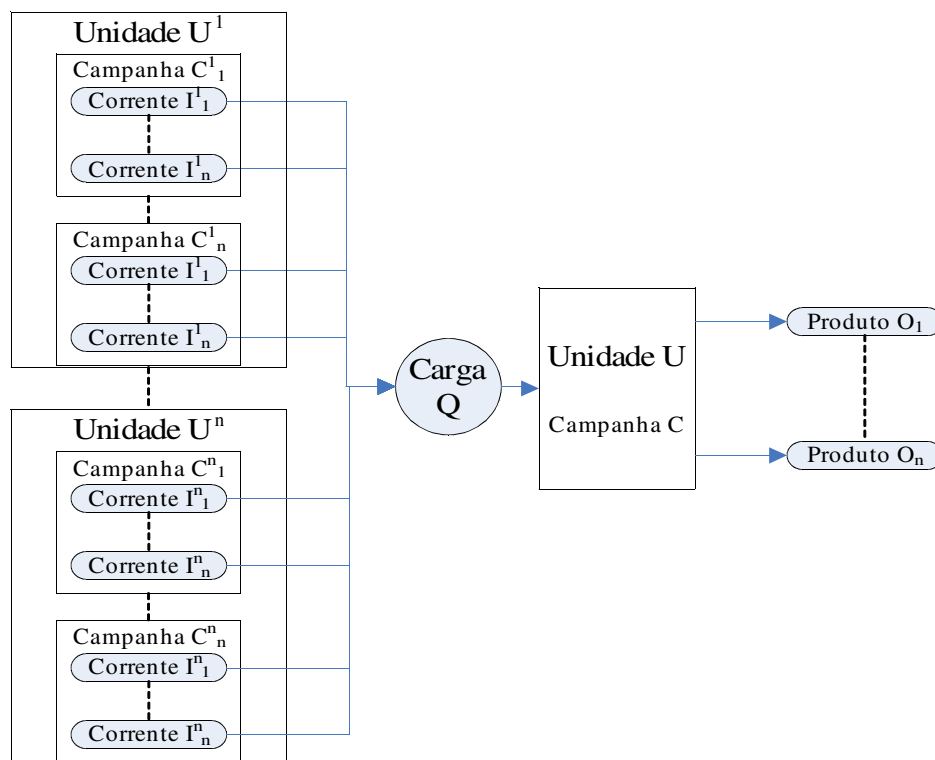 Unidade U¹
Campanha C¹₁
Corrente I¹₁
Corrente I¹ₙ
Campanha C¹ₙ
Corrente I¹₁
Corrente I¹ₙ
Unidade Uⁿ
Campanha Cⁿ₁
Corrente Iⁿ₁
Corrente Iⁿₙ
Campanha Cⁿₙ
Corrente Iⁿ₁
Corrente Iⁿₙ
Carga
Q
Unidade U
Campanha C
Produto O₁
Produto Oₙ